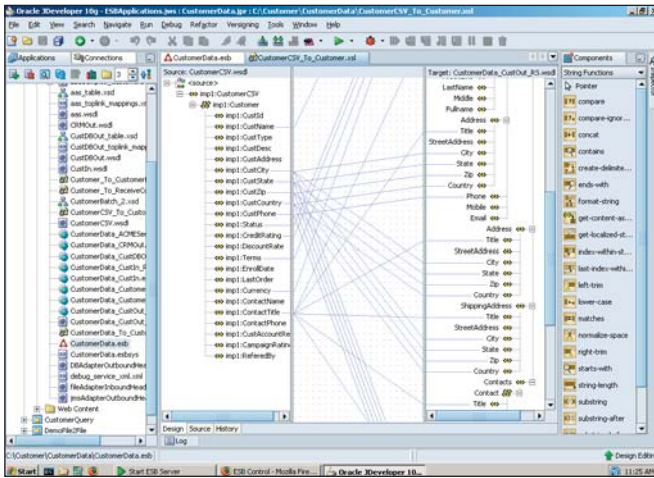 Oracle JDeveloper 10g - ESBApplications.jws : CustomerData.jpr : C:\Customer\CustomerData\CustomerCSV_To_Customer.xsl
File Edit View Search Navigate Run Debug Refactor Versioning Tools Window Help
Applications
Connections
aas_table.xsd
aas_toplink_mappings.x
aas.wsdl
CRMOut.wsdl
CustDBOut_table.xsd
CustDBOut_toplink_mapp
CustDBOut.wsdl
CustIn.wsdl
Customer_To_Customer
Customer_To_ReceiveC
CustomerBatch_2.xsd
CustomerCSV_To_Custo
CustomerCSV.wsdl
CustomerData_ACMESer
CustomerData_CRMOut.
CustomerData_CustDBO
CustomerData_CustIn_R
CustomerData_CustIn.e
CustomerData_Custome
CustomerData_CustOut_
CustomerData_CustOut_
CustomerData_To_Custo
CustomerData.esb
CustomerData.esbsys
DBAdapterOutboundHea
debug_service_xml.xml
fileAdapterInboundHead
jmsAdapterOutboundHe
Web Content
CustomerQuery
DemoFile2File
CustomerData.esb
CustomerCSV_To_Customer.xsl
Source: CustomerCSV.wsdl
<source>
imp1:CustomerCSV
imp1:Customer
imp1:CustId
imp1:CustName
imp1:CustType
imp1:CustDesc
imp1:CustAddress
imp1:CustCity
imp1:CustState
imp1:CustZip
imp1:CustCountry
imp1:CustPhone
imp1:Status
imp1:CreditRating
imp1:DiscountRate
imp1:Terms
imp1:EnrollDate
imp1:LastOrder
imp1:Currency
imp1:ContactName
imp1:ContactTitle
imp1:ContactPhone
imp1:CustAccountRe
imp1:CampaignRatin
imp1:ReferedBy
Target: CustomerData_CustOut_RS.wsdl
LastName
Middle
Fullname
Address
Title
StreetAddress
City
State
Zip
Country
Phone
Mobile
Email
Address
Title
StreetAddress
City
State
Zip
Country
ShippingAddress
Title
StreetAddress
City
State
Zip
Country
Contacts
Contact
Title
Design Source History
Log
Components
String Functions
Pointer
compare
compare-ignor...
concat
contains
create-delimite...
ends-with
format-string
get-content-as...
get-localized-st...
index-within-st...
last-index-withi...
left-trim
lower-case
matches
normalize-space
right-trim
starts-with
string-length
substring
substring-after
C:\Customer\CustomerData\CustomerData.esb
Design Editin
Start
Start ESB Server
ESB Control - Mozilla Fire...
Oracle JDeveloper 10...
11:25 AM